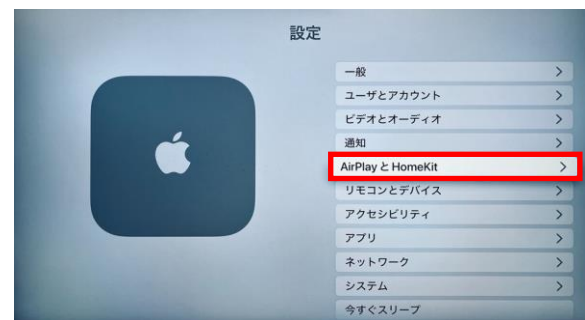 設定
一般
ユーザとアカウント
ビデオとオーディオ
通知
AirPlay と HomeKit
リモコンとデバイス
アクセシビリティ
アプリ
ネットワーク
システム
今すぐスリープ